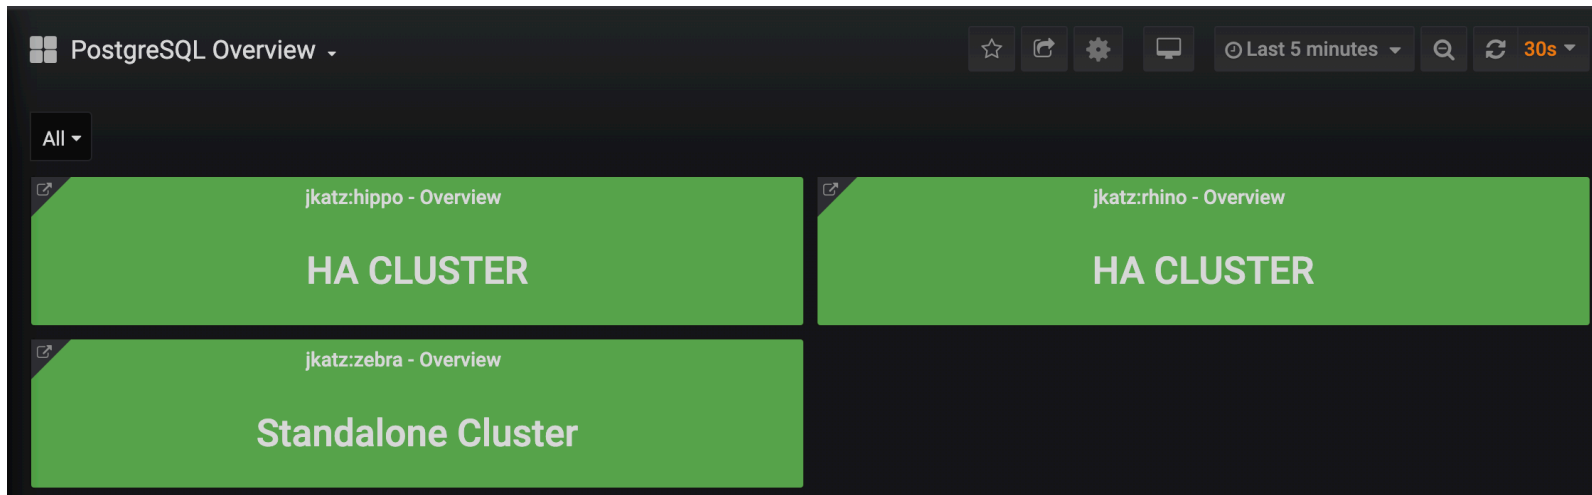 PostgreSQL Overview
Last 5 minutes
30s
All
jkatz:hippo - Overview
HA CLUSTER
jkatz:rhino - Overview
HA CLUSTER
jkatz:zebra - Overview
Standalone Cluster